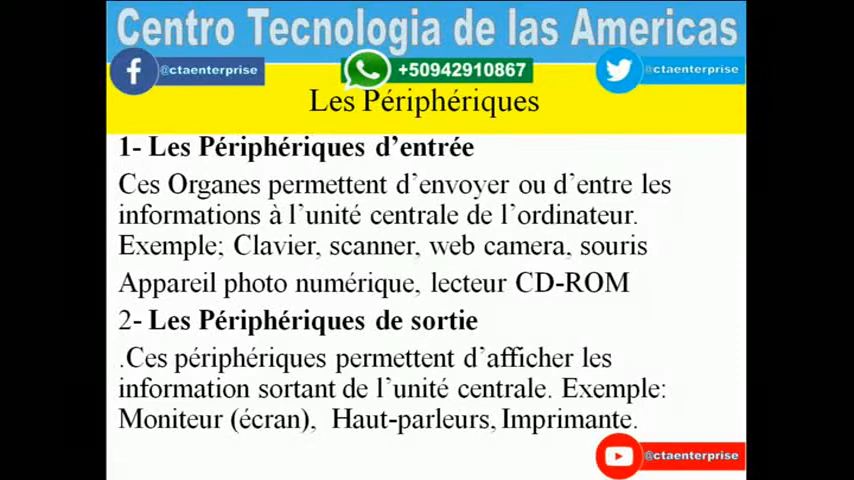 Centro Tecnologia de las Americas
@ctaenterprise
+50942910867
@ctaenterprise
Les Périphériques
1- Les Périphériques d’entrée
Ces Organes permettent d’envoyer ou d’entre les
informations à l’unité centrale de l’ordinateur.
Exemple; Clavier, scanner, web camera, souris
Appareil photo numérique, lecteur CD-ROM
2- Les Périphériques de sortie
.Ces périphériques permettent d’afficher les
information sortant de l’unité centrale. Exemple:
Moniteur (écran), Haut-parleurs, Imprimante.
@ctaenterprise